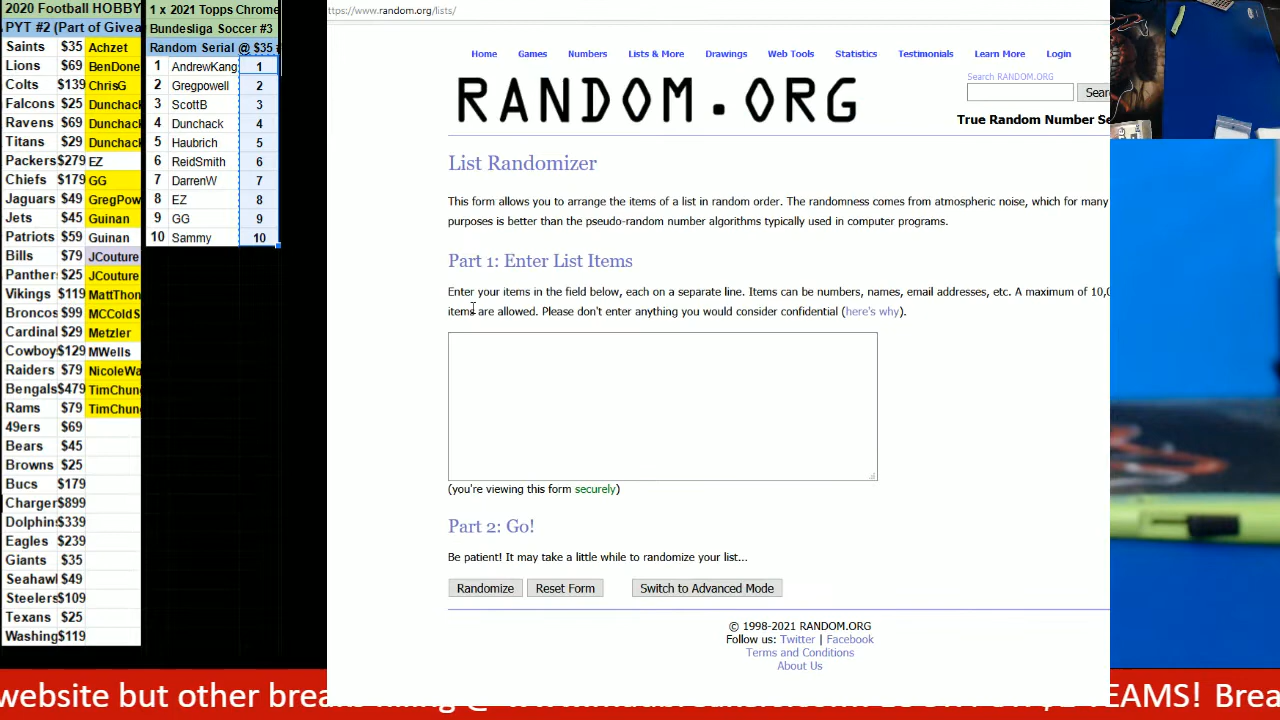 2020 Football HOBBY
PYT #2 (Part of Givea
Saints $35 Achzet
Lions $69 BenDone
Colts $139 ChrisG
Falcons $25 Dunchack
Ravens $69 Dunchack
Titans $29 Dunchack
Packers $279 EZ
Chiefs $179 GG
Jaguars $49 GregPow
Jets $45 Guinan
Patriots $59 Guinan
Bills $79 JCouture
Panthers $25 JCouture
Vikings $119 MattThon
Broncos $99 MCColdS
Cardinal $29 Metzler
Cowboy $129 MWells
Raiders $79 NicoleWa
Bengals $479 TimChung
Rams $79 TimChung
49ers $69
Bears $45
Browns $25
Bucs $179
Charger $899
Dolphin $339
Eagles $239
Giants $35
Seahawl $49
Steelers $109
Texans $25
Washing $119
1 x 2021 Topps Chrome
Bundesliga Soccer #3
Random Serial @ $35
1 AndrewKang 1
2 Gregpowell 2
3 ScottB 3
4 Dunchack 4
5 Haubrich 5
6 ReidSmith 6
7 DarrenW 7
8 EZ 8
9 GG 9
10 Sammy 10
ttps://www.random.org/lists/
Home Games Numbers Lists & More Drawings Web Tools Statistics Testimonials Learn More Login
RANDOM.ORG
Search RANDOM.ORG
Sear
True Random Number Se
List Randomizer
This form allows you to arrange the items of a list in random order. The randomness comes from atmospheric noise, which for many
purposes is better than the pseudo-random number algorithms typically used in computer programs.
Part 1: Enter List Items
Enter your items in the field below, each on a separate line. Items can be numbers, names, email addresses, etc. A maximum of 10,0
items are allowed. Please don't enter anything you would consider confidential (here's why).
(you're viewing this form securely)
Part 2: Go!
Be patient! It may take a little while to randomize your list...
Randomize Reset Form Switch to Advanced Mode
© 1998-2021 RANDOM.ORG
Follow us: Twitter | Facebook
Terms and Conditions
About Us
website but other brea
EAMS! Brea